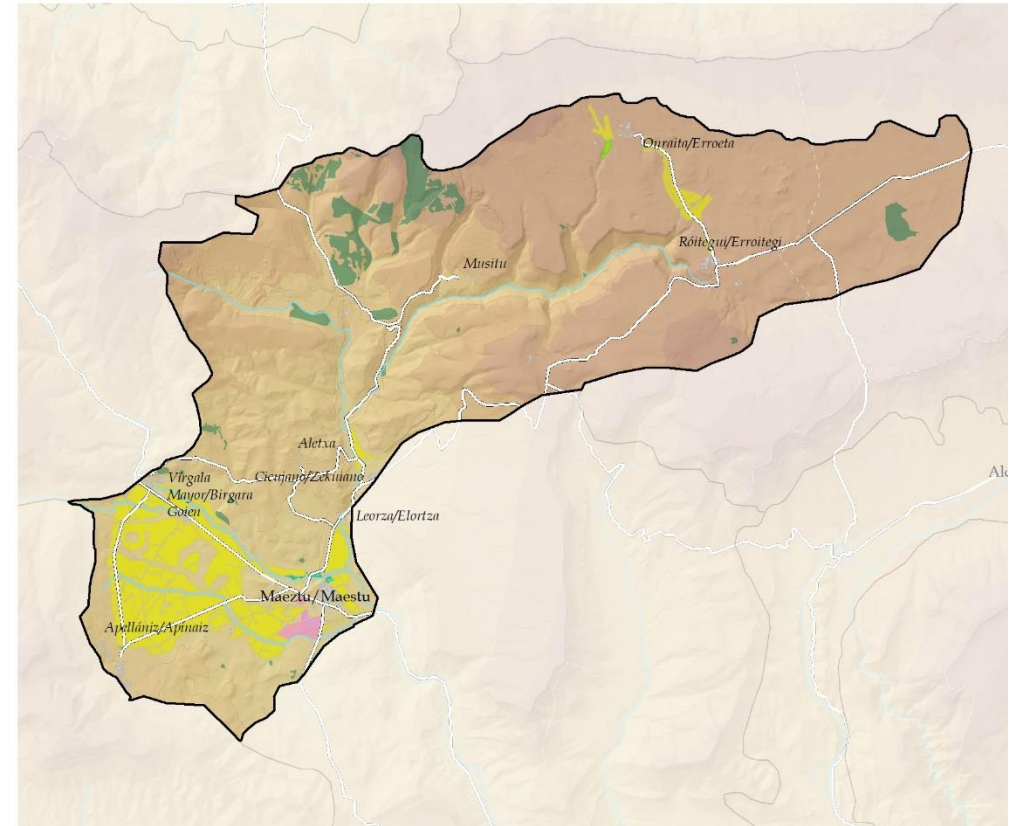 Onraita/Erroeta
Róitegui/Erroitegi
Musitu
Aletxa
Cicujano/Zekuiano
Vírgala
Mayor/Birgara
Goien
Leorza/Elortza
Maeztu/Maestu
Apellániz/Apinaiz